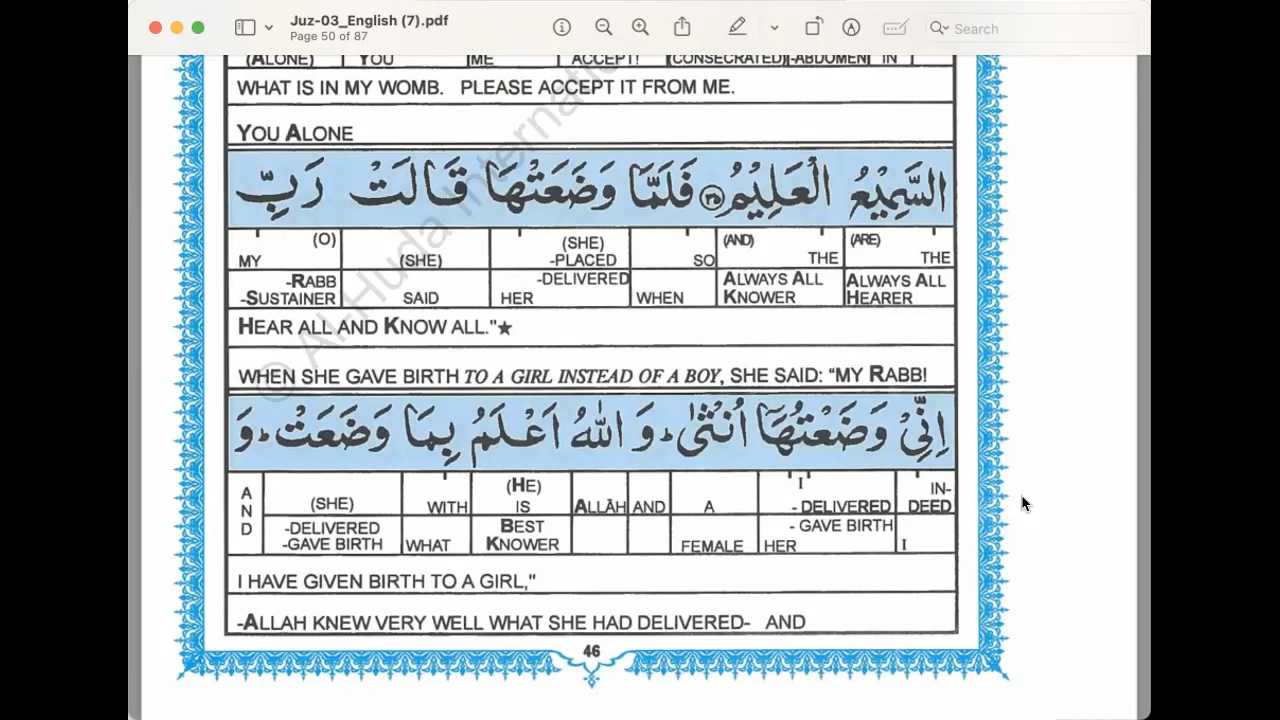 Juz-03_English (7).pdf
Page 50 of 87
Search
(ALONE) YOU ME ACCEPT! (CONSECRATED) -ABDOMEN IN
WHAT IS IN MY WOMB. PLEASE ACCEPT IT FROM ME.
YOU ALONE
السَّمِيْعُ الْعَلِيْمُ ۝٣٥ فَلَمَّا وَضَعَتْهَا قَالَتْ رَبِّ
(O) (SHE) (AND) (ARE)
MY (SHE) -PLACED SO THE THE
-RABB -DELIVERED ALWAYS ALL ALWAYS ALL
-SUSTAINER SAID HER WHEN KNOWER HEARER
HEAR ALL AND KNOW ALL."★
WHEN SHE GAVE BIRTH TO A GIRL INSTEAD OF A BOY, SHE SAID: “MY RABB!
اِنِّيْ وَضَعْتُهَآ اُنْثٰىؕ وَ اللّٰهُ اَعْلَمُ بِمَا وَضَعَتْؕ وَ
A (SHE) (HE) I IN-
N WITH IS ALLĀH AND A - DELIVERED DEED
D -DELIVERED BEST - GAVE BIRTH
-GAVE BIRTH WHAT KNOWER FEMALE HER I
I HAVE GIVEN BIRTH TO A GIRL,"
-ALLAH KNEW VERY WELL WHAT SHE HAD DELIVERED- AND
46
© Al-Huda Internatio